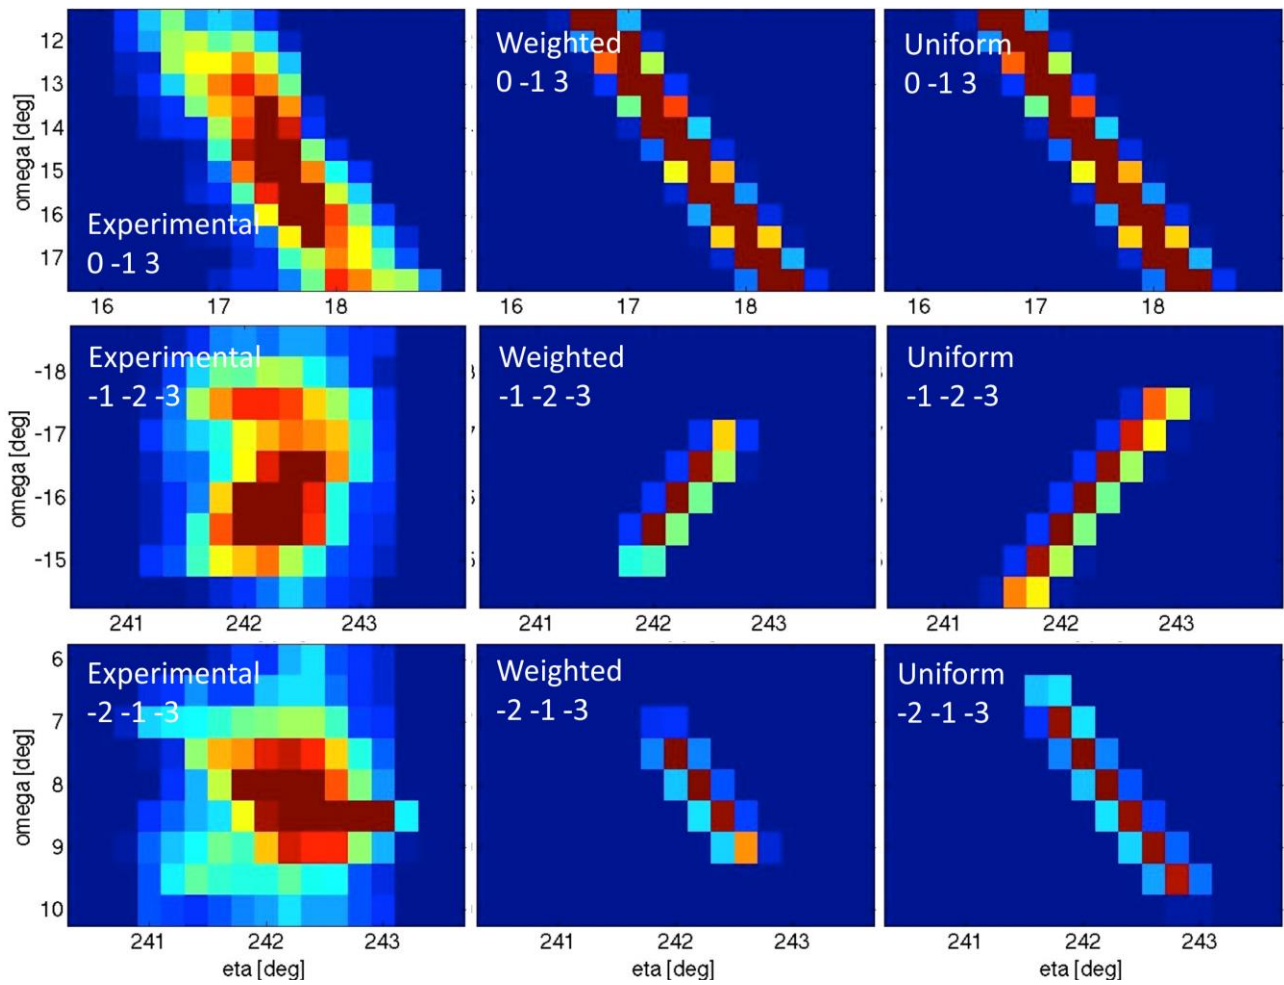 12
13
14
15
16
17
omega [deg]
Experimental
0 -1 3
16
17
18
Weighted
0 -1 3
16
17
18
Uniform
0 -1 3
16
17
18
-18
-17
-16
-15
omega [deg]
Experimental
-1 -2 -3
241
242
243
Weighted
-1 -2 -3
241
242
243
Uniform
-1 -2 -3
241
242
243
6
7
8
9
10
omega [deg]
Experimental
-2 -1 -3
241
242
243
eta [deg]
Weighted
-2 -1 -3
241
242
243
eta [deg]
Uniform
-2 -1 -3
241
242
243
eta [deg]